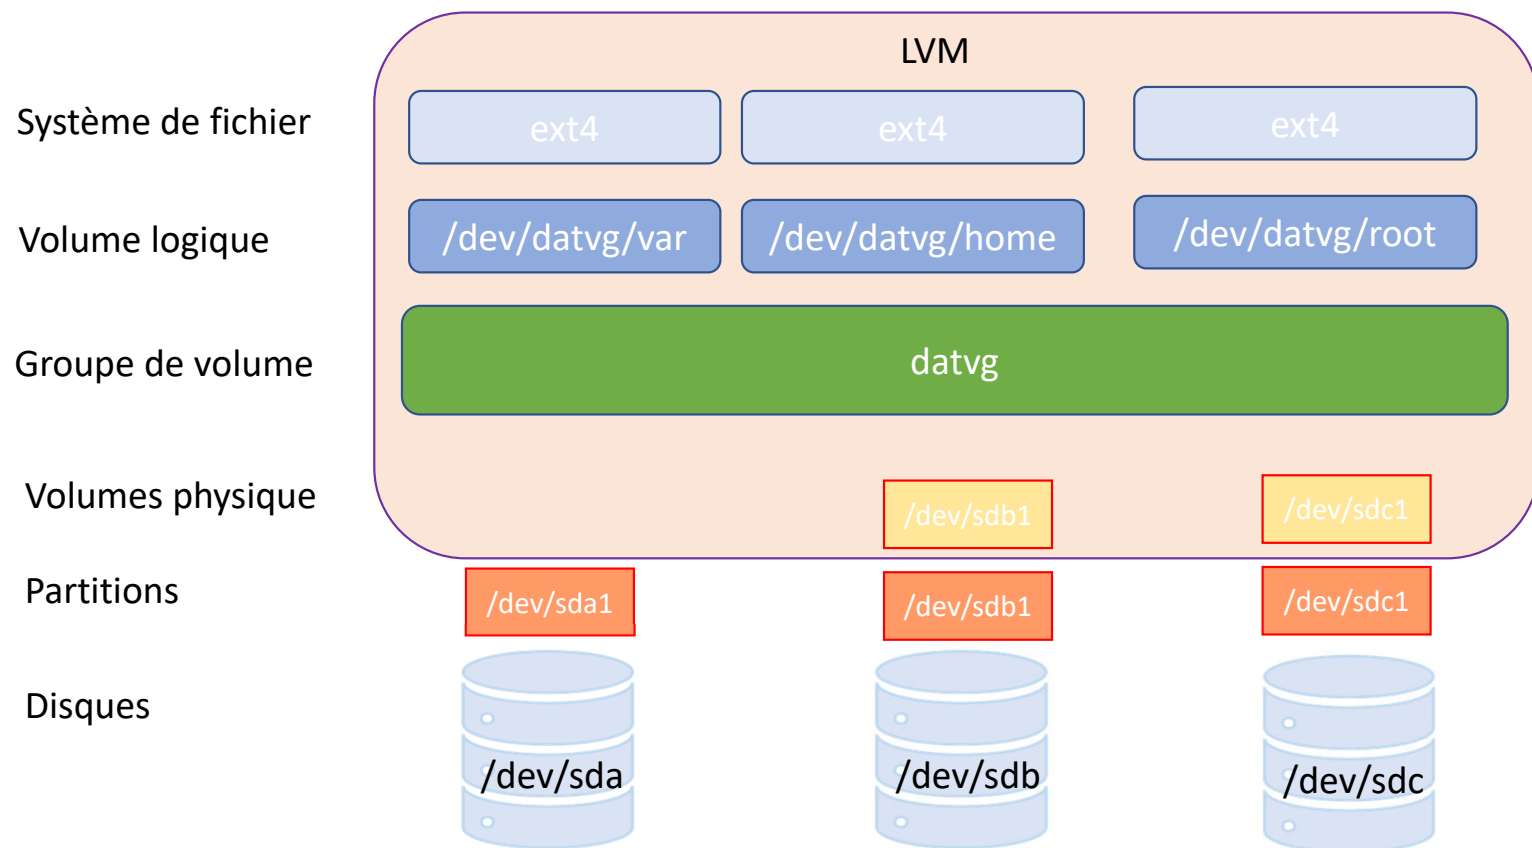 LVM
Système de fichier
ext4 ext4 ext4
Volume logique
/dev/datvg/var /dev/datvg/home /dev/datvg/root
Groupe de volume
datvg
Volumes physique
/dev/sdb1 /dev/sdc1
Partitions
/dev/sda1 /dev/sdb1 /dev/sdc1
Disques
/dev/sda /dev/sdb /dev/sdc